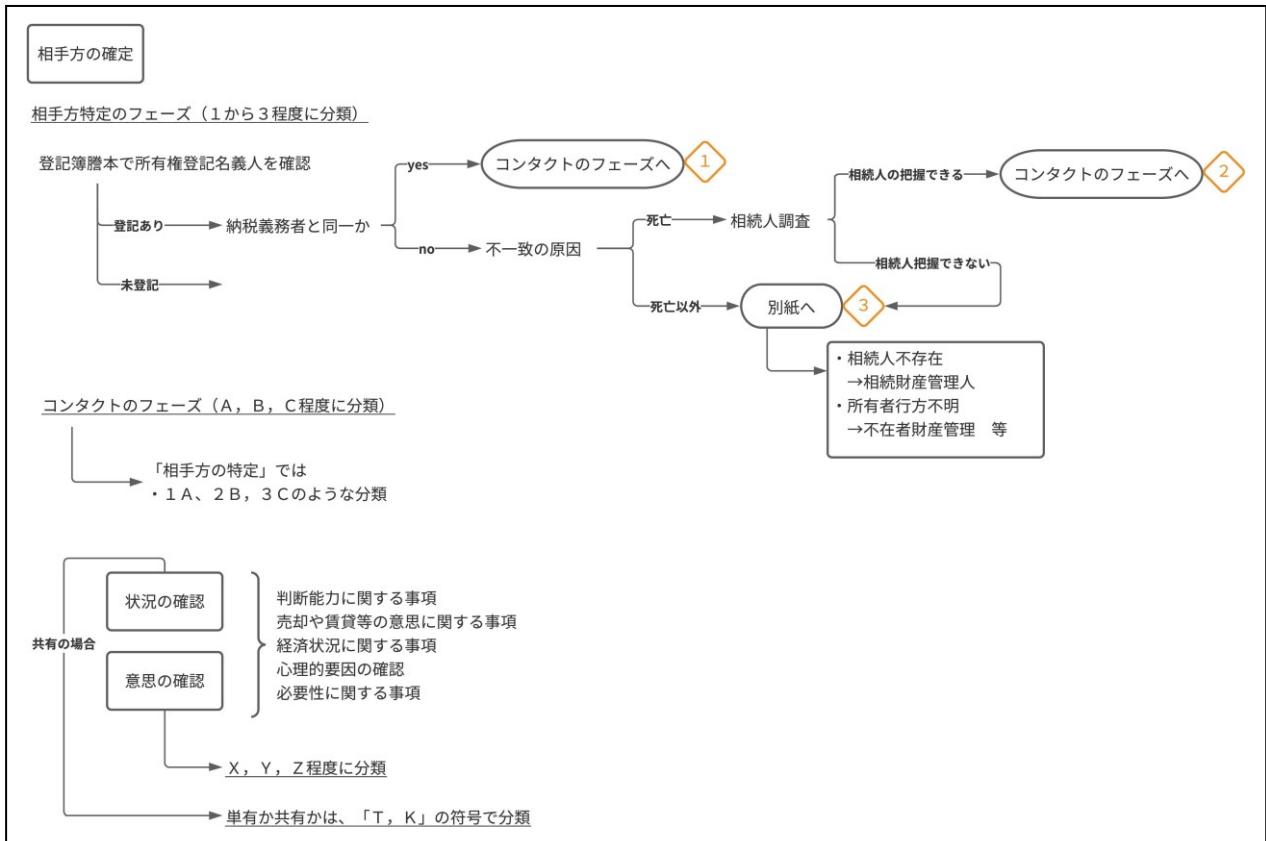 相手方の確定
相手方特定のフェーズ（１から３程度に分類）
登記簿謄本で所有権登記名義人を確認
登記あり
納税義務者と同一か
yes
コンタクトのフェーズへ
1
no
不一致の原因
死亡
相続人調査
相続人の把握できる
コンタクトのフェーズへ
2
相続人把握できない
未登記
死亡以外
別紙へ
3
・相続人不存在
→相続財産管理人
・所有者行方不明
→不在者財産管理　等
コンタクトのフェーズ（Ａ，Ｂ，Ｃ程度に分類）
「相手方の特定」では
・１Ａ、２Ｂ，３Ｃのような分類
共有の場合
状況の確認
意思の確認
判断能力に関する事項
売却や賃貸等の意思に関する事項
経済状況に関する事項
心理的要因の確認
必要性に関する事項
Ｘ，Ｙ，Ｚ程度に分類
単有か共有かは、「Ｔ，Ｋ」の符号で分類